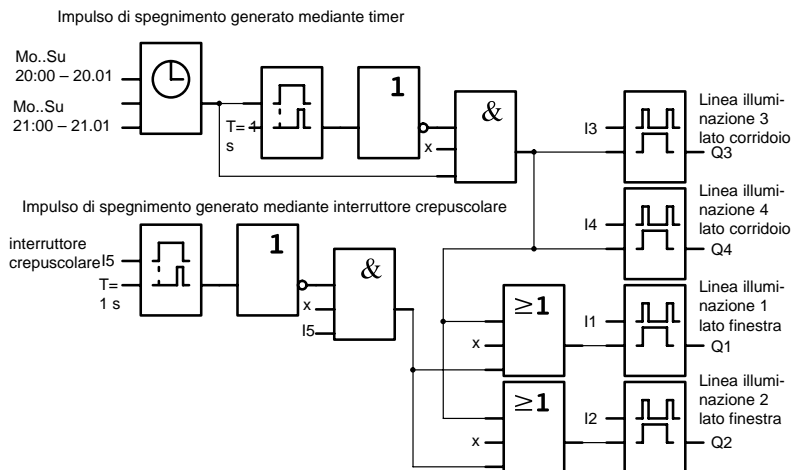 Impulso di spegnimento generato mediante timer
Mo..Su
20:00 – 20.01
Mo..Su
21:00 – 21.01
T= 1
s
1
x
&
I3
Linea illumi-
nazione 3
lato corridoio
Q3
Impulso di spegnimento generato mediante interruttore crepuscolare
I4
Linea illumi-
nazione 4
lato corridoio
Q4
interruttore
crepuscolare I5
T=
1 s
1
x
I5
&
≥1
x
I1
Linea illumi-
nazione 1
lato finestra
Q1
≥1
x
I2
Linea illumi-
nazione 2
lato finestra
Q2